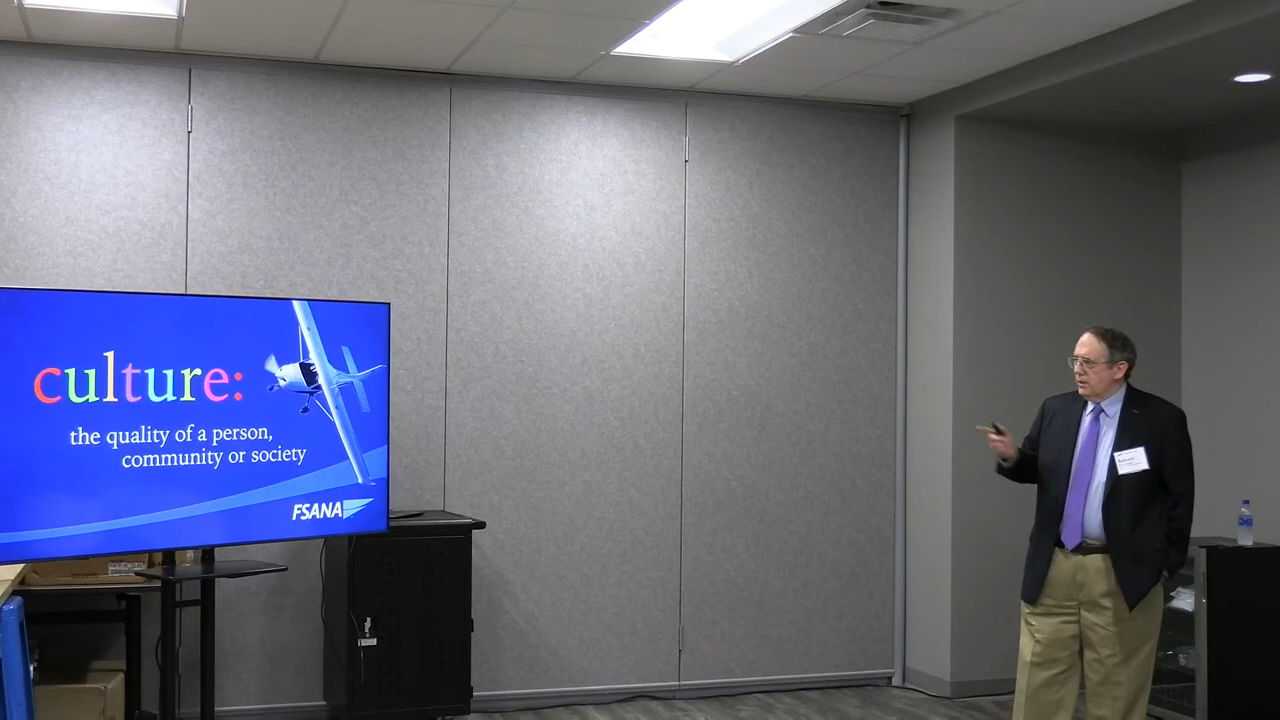 culture:
the quality of a person,
community or society
FSANA